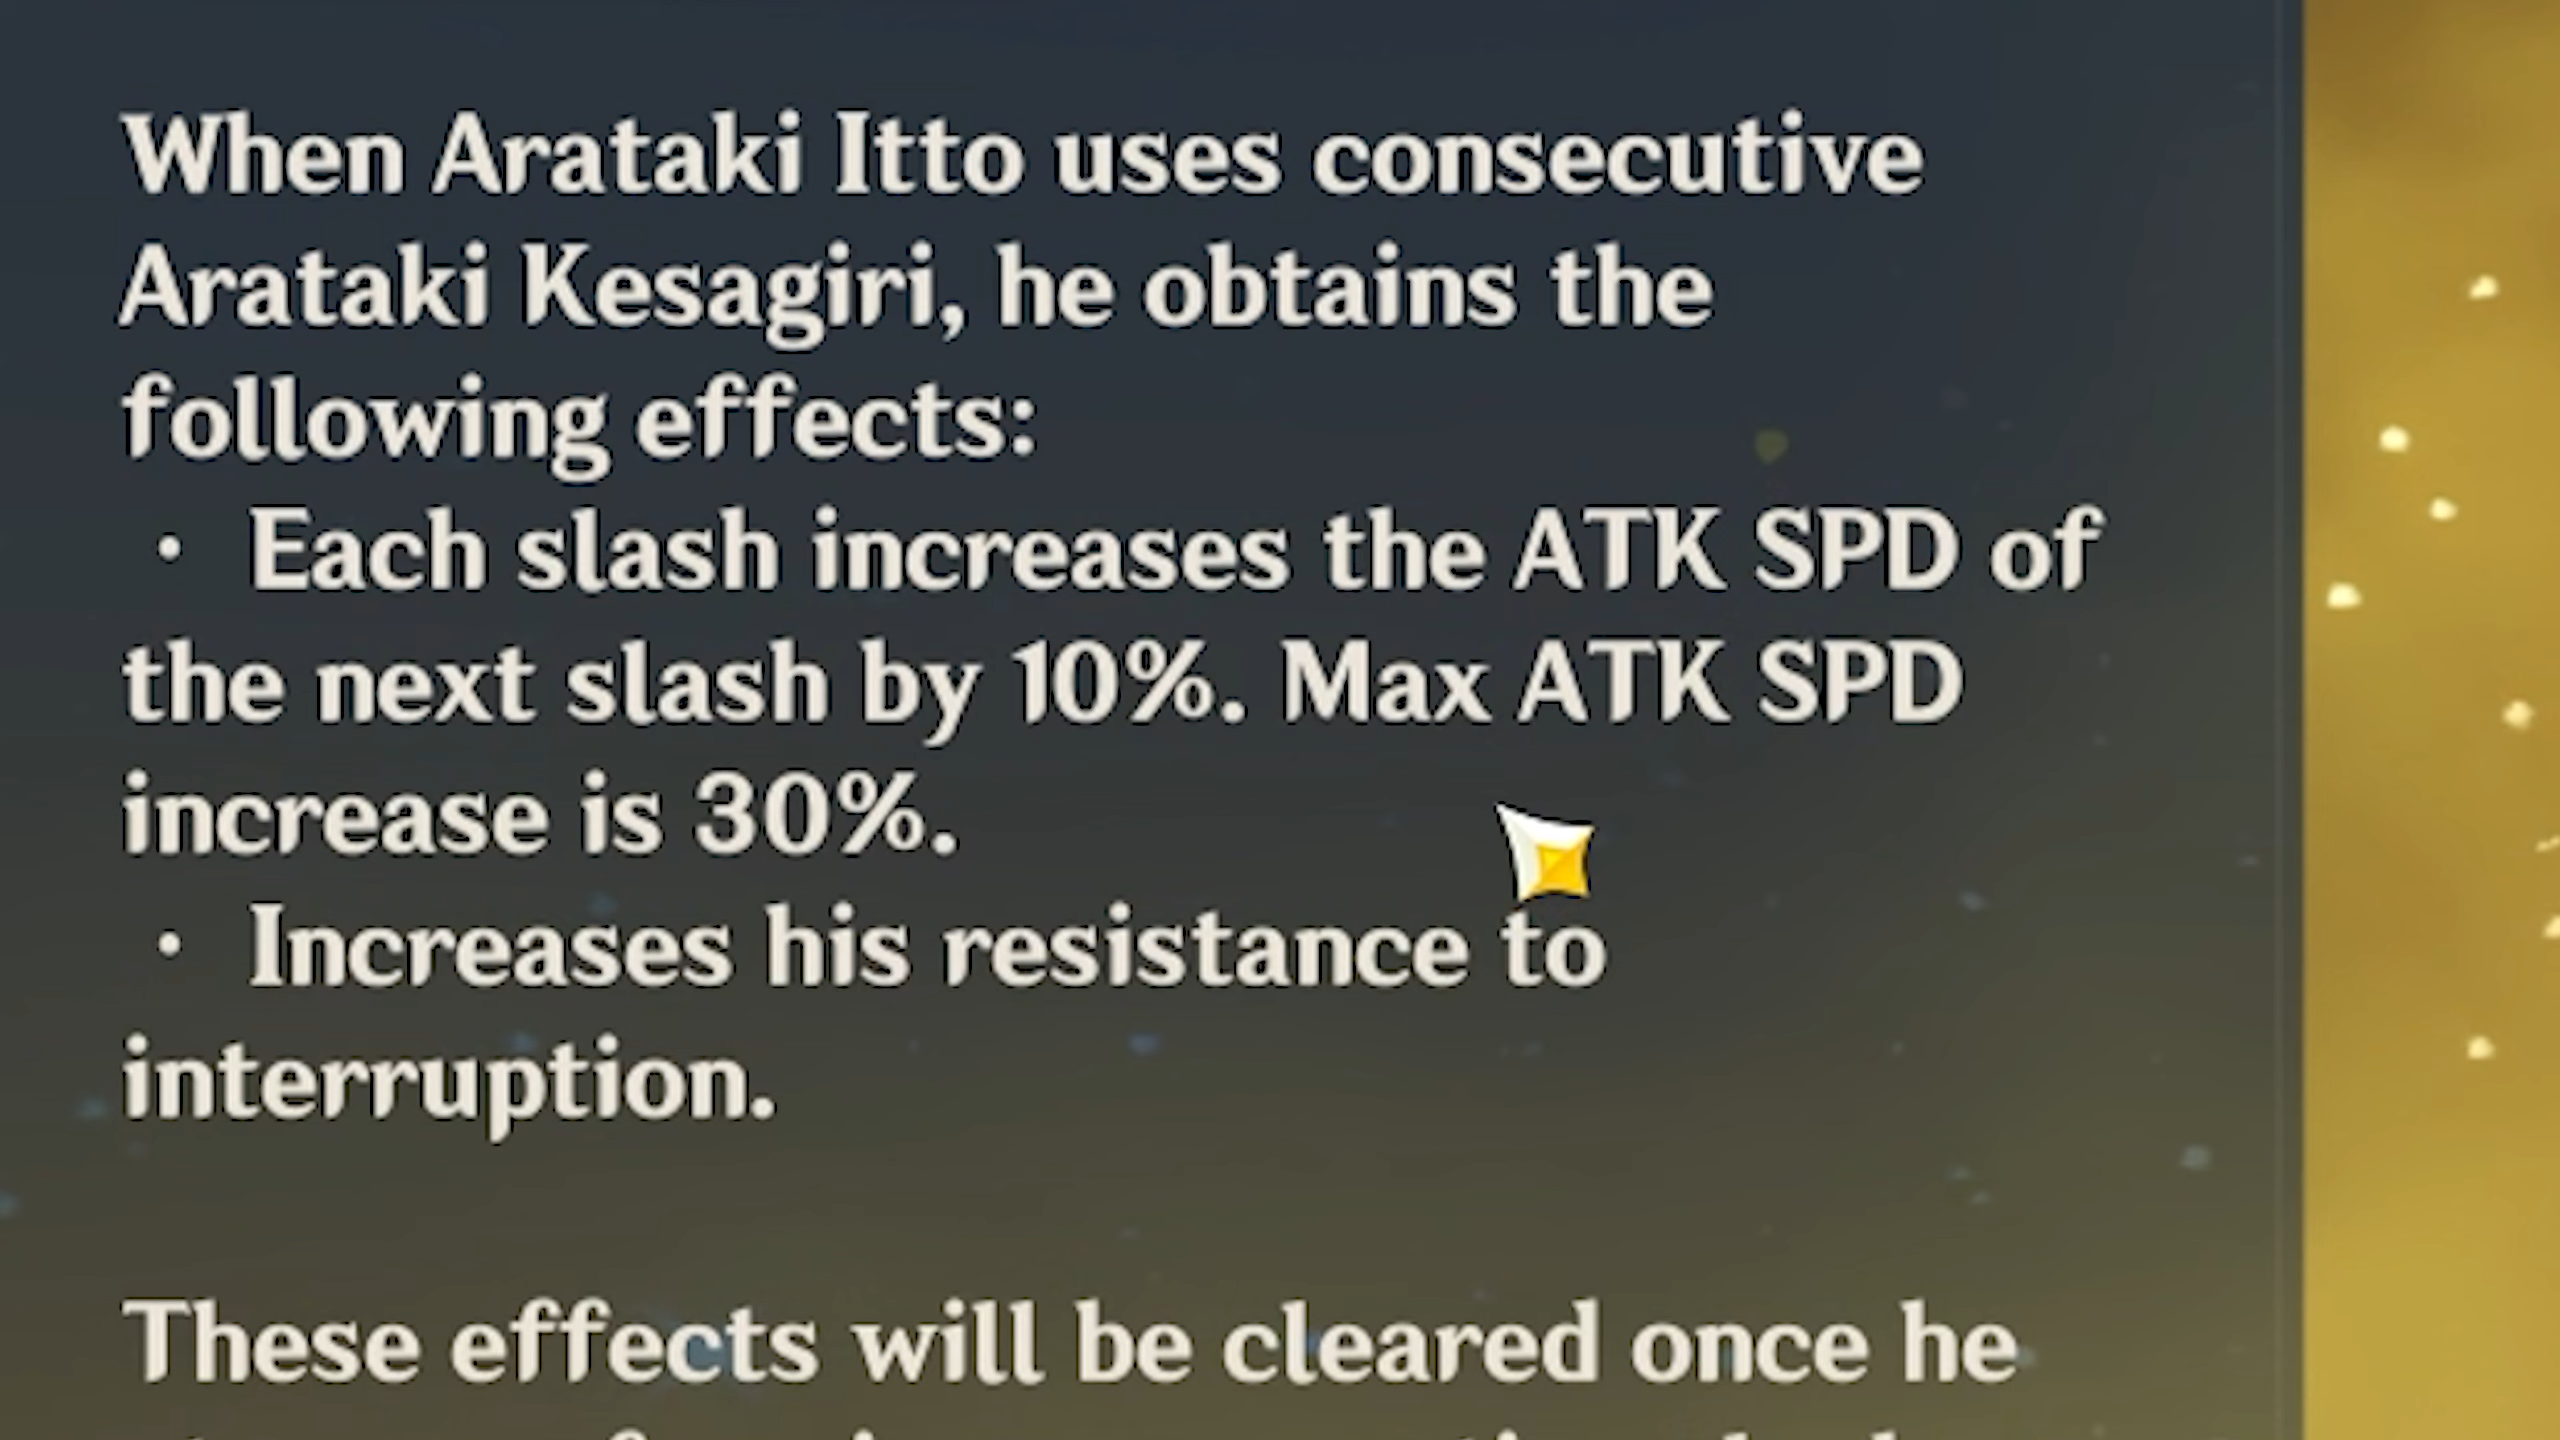 When Arataki Itto uses consecutive
Arataki Kesagiri, he obtains the
following effects:
· Each slash increases the ATK SPD of
the next slash by 10%. Max ATK SPD
increase is 30%.
· Increases his resistance to
interruption.
These effects will be cleared once he